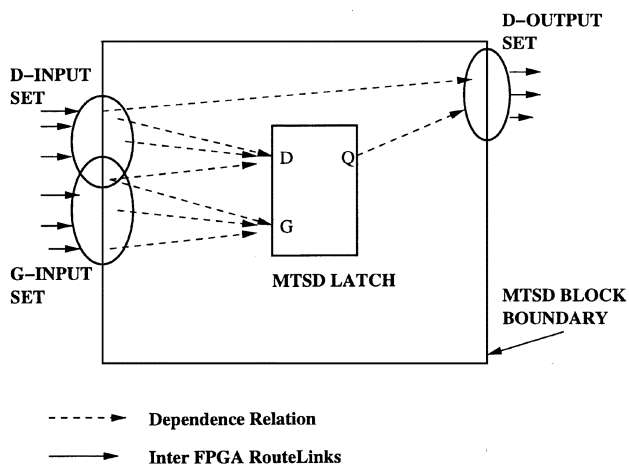 D–OUTPUT
SET
D–INPUT
SET
D
Q
G
G–INPUT
SET
MTSD LATCH
MTSD BLOCK
BOUNDARY
Dependence Relation
Inter FPGA RouteLinks